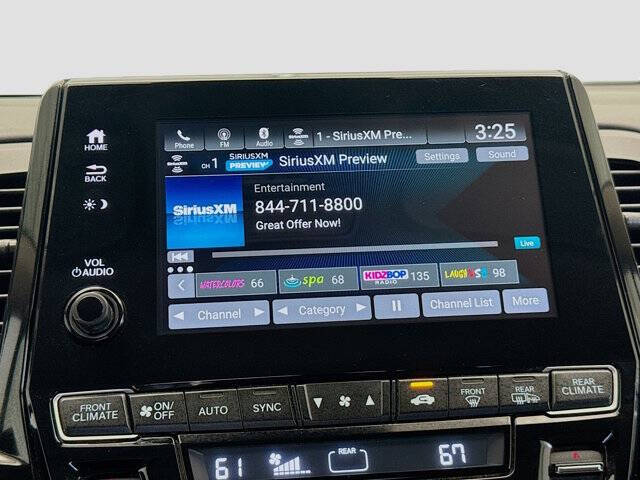 HOME
BACK
VOL
AUDIO
Phone
FM
Audio
1 - SiriusXM Pre...
3:25
CH 1
SIRIUSXM PREVIEW
SiriusXM Preview
Settings
Sound
SiriusXM
Entertainment
844-711-8800
Great Offer Now!
Live
WATERCOLORS 66
spa 68
KIDZBOP RADIO 135
98
Channel
Category
Channel List
More
FRONT CLIMATE
ON/OFF
AUTO
SYNC
FRONT
REAR
REAR CLIMATE
61
REAR
67